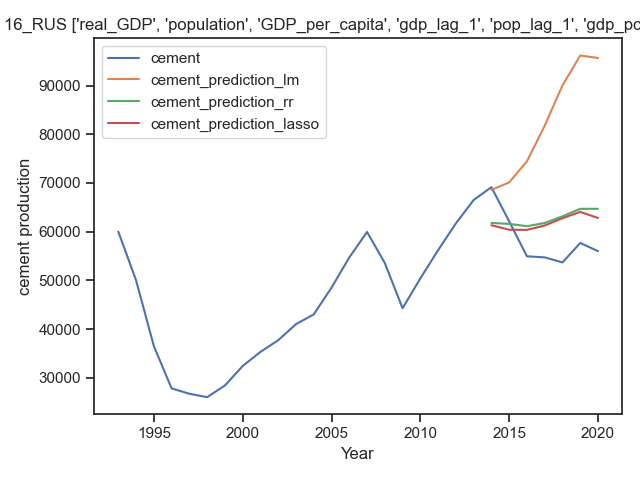 16_RUS ['real_GDP', 'population', 'GDP_per_capita', 'gdp_lag_1', 'pop_lag_1', 'gdp_po
cement
cement_prediction_lm
cement_prediction_rr
cement_prediction_lasso
cement production
90000
80000
70000
60000
50000
40000
30000
1995 2000 2005 2010 2015 2020
Year